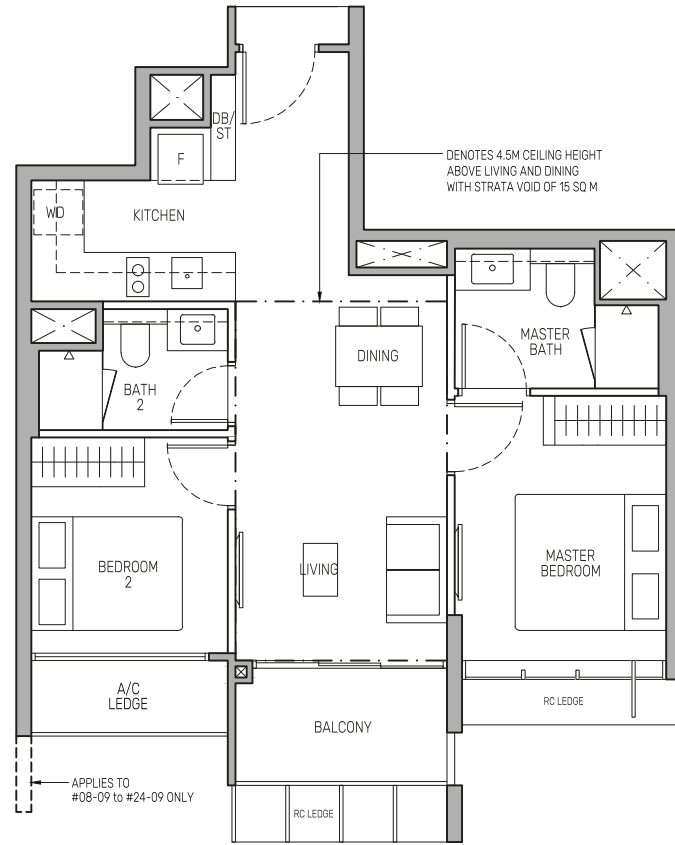 DB/
ST
F
DENOTES 4.5M CEILING HEIGHT
ABOVE LIVING AND DINING
WITH STRATA VOID OF 15 SQ M
WD
KITCHEN
MASTER
BATH
DINING
BATH
2
BEDROOM
2
LIVING
MASTER
BEDROOM
A/C
LEDGE
RC LEDGE
BALCONY
APPLIES TO
#08-09 to #24-09 ONLY
RC LEDGE